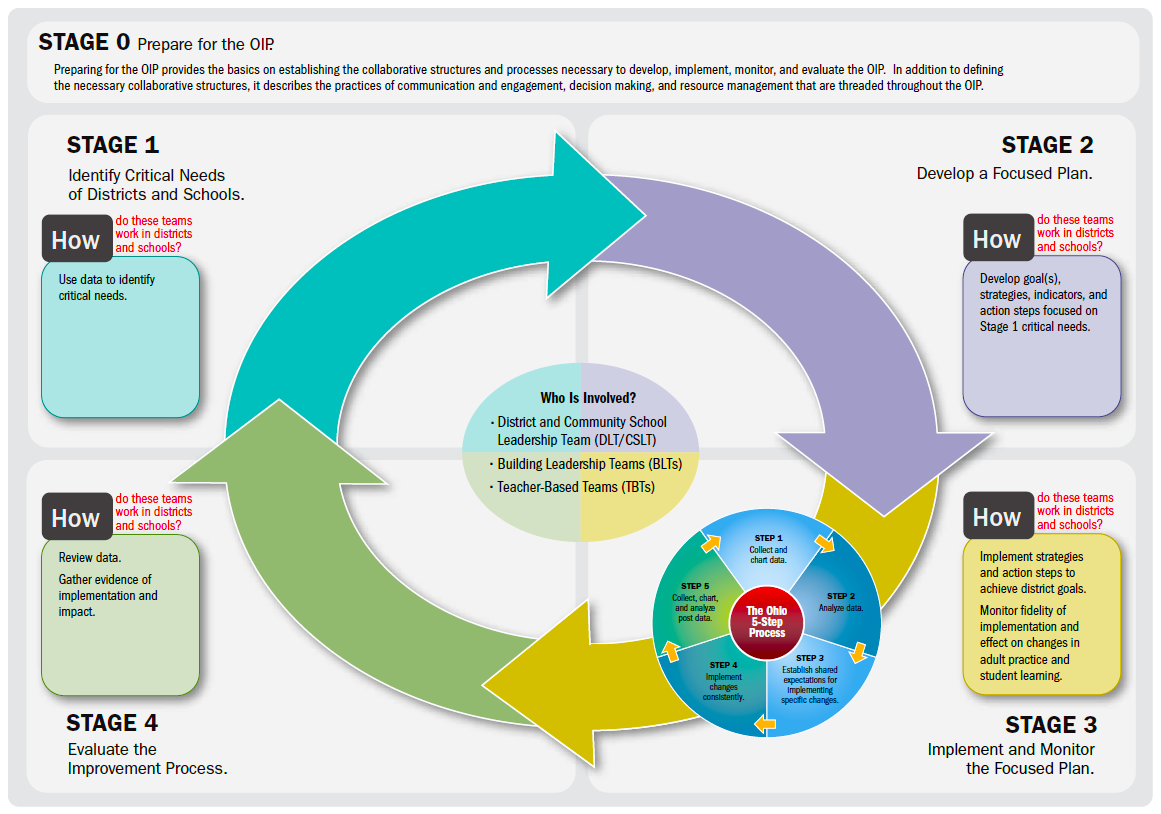 STAGE 0 Prepare for the OIP.
Preparing for the OIP provides the basics on establishing the collaborative structures and processes necessary to develop, implement, monitor, and evaluate the OIP. In addition to defining
the necessary collaborative structures, it describes the practices of communication and engagement, decision making, and resource management that are threaded throughout the OIP.
STAGE 1
Identify Critical Needs
of Districts and Schools.
How
do these teams
work in districts
and schools?
Use data to identify
critical needs.
STAGE 2
Develop a Focused Plan.
How
do these teams
work in districts
and schools?
Develop goal(s),
strategies, indicators, and
action steps focused on
Stage 1 critical needs.
Who Is Involved?
· District and Community School
Leadership Team (DLT/CSLT)
· Building Leadership Teams (BLTs)
· Teacher-Based Teams (TBTs)
How
do these teams
work in districts
and schools?
Implement strategies
and action steps to
achieve district goals.
Monitor fidelity of
implementation and
effect on changes in
adult practice and
student learning.
STAGE 3
Implement and Monitor
the Focused Plan.
The Ohio
5-Step
Process
STEP 1
Collect and
chart data.
STEP 2
Analyze data.
STEP 3
Establish shared
expectations for
implementing
specific changes.
STEP 4
Implement
changes
consistently.
STEP 5
Collect, chart,
and analyze
post data.
How
do these teams
work in districts
and schools?
Review data.
Gather evidence of
implementation and
impact.
STAGE 4
Evaluate the
Improvement Process.